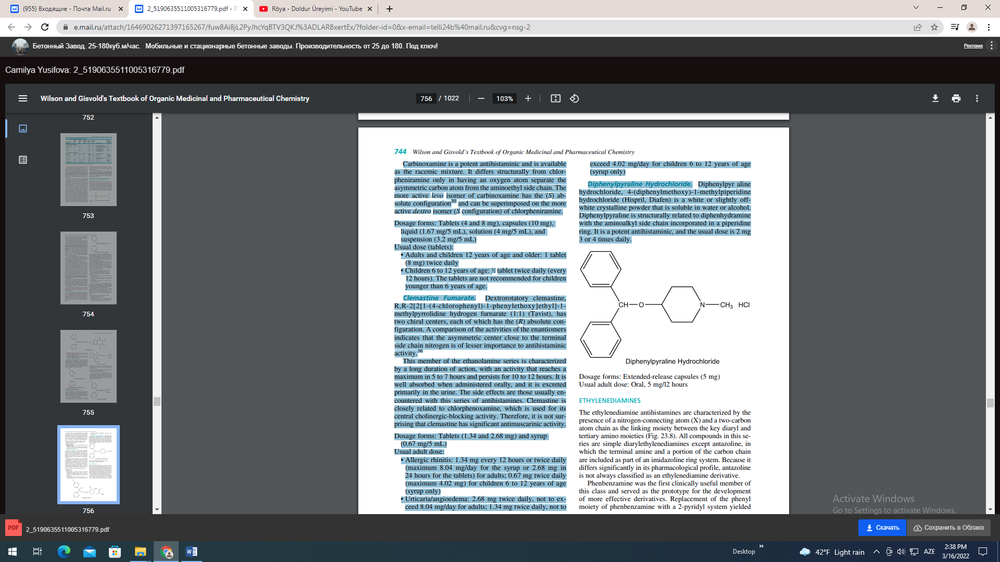 (955) Входящие - Почта Mail.ru
2_5190635511005316779.pdf - П
Röya - Doldur Üreyimi - YouTube
e.mail.ru/attach/16469026271397165267/fuw8Ai8jL2PyJhcYqBTV3QKJ%3ADLARBxertEx/?folder-id=0&x-email=telli24b%40mail.ru&cvg=nsg-2
Бетонный Завод. 25-180куб.м/час. Мобильные и стационарные бетонные заводы. Производительность от 25 до 180. Под ключ!
Реклама
Camilya Yusifova: 2_5190635511005316779.pdf
Wilson and Gisvold's Textbook of Organic Medicinal and Pharmaceutical Chemistry
756 / 1022
103%
752
753
754
755
756
744 Wilson and Gisvold's Textbook of Organic Medicinal and Pharmaceutical Chemistry
Carbinoxamine is a potent antihistaminic and is available
as the racemic mixture. It differs structurally from chlor-
pheniramine only in having an oxygen atom separate the
asymmetric carbon atom from the aminoethyl side chain. The
more active levo isomer of carbinoxamine has the (S) ab-
solute configuration30 and can be superimposed on the more
active dextro isomer (S configuration) of chlorpheniramine.
Dosage forms: Tablets (4 and 8 mg), capsules (10 mg),
liquid (1.67 mg/5 mL), solution (4 mg/5 mL), and
suspension (3.2 mg/5 mL)
Usual dose (tablets):
• Adults and children 12 years of age and older: 1 tablet
(8 mg) twice daily
• Children 6 to 12 years of age: ½ tablet twice daily (every
12 hours). The tablets are not recommended for children
younger than 6 years of age.
Clemastine Fumarate. Dextrorotatory clemastine,
R,R-2[2[1-(4-chlorophenyl)-1-phenylethoxy]ethyl]-1-
methylpyrrolidine hydrogen furnarate (1:1) (Tavist), has
two chiral centers, each of which has the (R) absolute con-
figuration. A comparison of the activities of the enantiomers
indicates that the asymmetric center close to the terminal
side chain nitrogen is of lesser importance to antihistaminic
activity.36
This member of the ethanolamine series is characterized
by a long duration of action, with an activity that reaches a
maximum in 5 to 7 hours and persists for 10 to 12 hours. It is
well absorbed when administered orally, and it is excreted
primarily in the urine. The side effects are those usually en-
countered with this series of antihistamines. Clemastine is
closely related to chlorphenoxamine, which is used for its
central cholinergic-blocking activity. Therefore, it is not sur-
prising that clemastine has significant antimuscarinic activity.
Dosage forms: Tablets (1.34 and 2.68 mg) and syrup
(0.67 mg/5 mL)
Usual adult dose:
• Allergic rhinitis: 1.34 mg every 12 hours or twice daily
(maximum 8.04 mg/day for the syrup or 2.68 mg in
24 hours for the tablets) for adults; 0.67 mg twice daily
(maximum 4.02 mg) for children 6 to 12 years of age
(syrup only)
• Urticaria/angioedema: 2.68 mg twice daily, not to ex-
ceed 8.04 mg/day for adults; 1.34 mg twice daily, not to
exceed 4.02 mg/day for children 6 to 12 years of age
(syrup only)
Diphenylpyraline Hydrochloride. Diphenylpyr aline
hydrochloride, 4-(diphenylmethoxy)-1-methylpiperidine
hydrochloride (Hispril, Diafen) is a white or slightly off-
white crystalline powder that is soluble in water or alcohol.
Diphenylpyraline is structurally related to diphenhydramine
with the aminoalkyl side chain incorporated in a piperidine
ring. It is a potent antihistaminic, and the usual dose is 2 mg
3 or 4 times daily.
CH O N CH3 HCl
Diphenylpyraline Hydrochloride
Dosage forms: Extended-release capsules (5 mg)
Usual adult dose: Oral, 5 mg/l2 hours
ETHYLENEDIAMINES
The ethylenediamine antihistamines are characterized by the
presence of a nitrogen-connecting atom (X) and a two-carbon
atom chain as the linking moiety between the key diaryl and
tertiary amino moieties (Fig. 23.8). All compounds in this se-
ries are simple diarylethylenediamines except antazoline, in
which the terminal amine and a portion of the carbon chain
are included as part of an imidazoline ring system. Because it
differs significantly in its pharmacological profile, antazoline
is not always classified as an ethylenediamine derivative.
Phenbenzamine was the first clinically useful member of
this class and served as the prototype for the development
of more effective derivatives. Replacement of the phenyl
moiety of phenbenzamine with a 2-pyridyl system yielded
Activate Windows
Go to Settings to activate Windows.
PDF
2_5190635511005316779.pdf
Скачать
Сохранить в Облако
Desktop
42°F Light rain
AZE
2:38 PM
3/16/2022